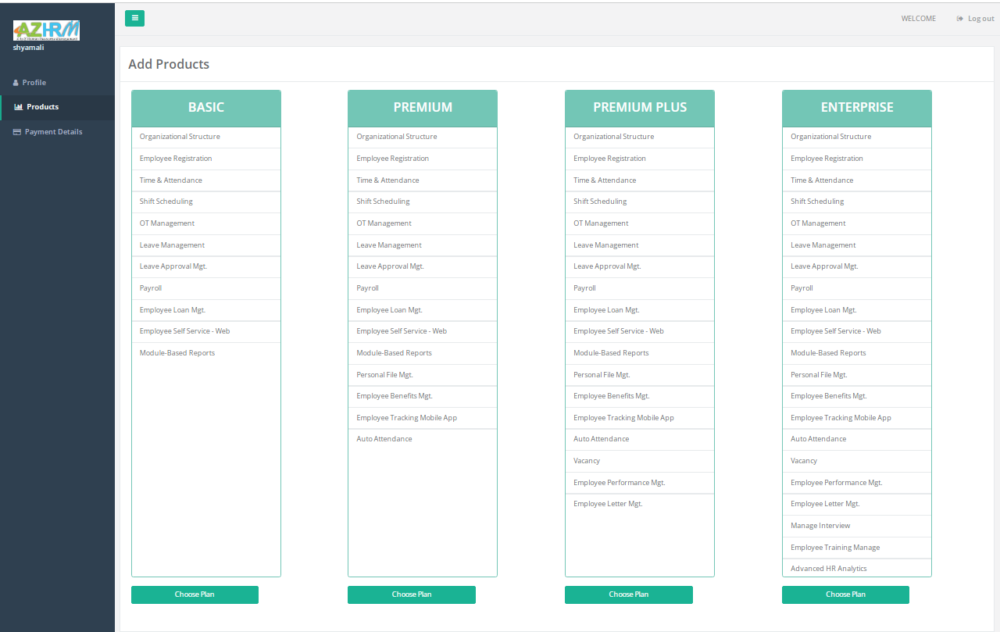 AZHRM
A to Z Human Resource Management
shyamali
Profile
Products
Payment Details
WELCOME
Log out
Add Products
BASIC
Organizational Structure
Employee Registration
Time & Attendance
Shift Scheduling
OT Management
Leave Management
Leave Approval Mgt.
Payroll
Employee Loan Mgt.
Employee Self Service - Web
Module-Based Reports
Choose Plan
PREMIUM
Organizational Structure
Employee Registration
Time & Attendance
Shift Scheduling
OT Management
Leave Management
Leave Approval Mgt.
Payroll
Employee Loan Mgt.
Employee Self Service - Web
Module-Based Reports
Personal File Mgt.
Employee Benefits Mgt.
Employee Tracking Mobile App
Auto Attendance
Choose Plan
PREMIUM PLUS
Organizational Structure
Employee Registration
Time & Attendance
Shift Scheduling
OT Management
Leave Management
Leave Approval Mgt.
Payroll
Employee Loan Mgt.
Employee Self Service - Web
Module-Based Reports
Personal File Mgt.
Employee Benefits Mgt.
Employee Tracking Mobile App
Auto Attendance
Vacancy
Employee Performance Mgt.
Employee Letter Mgt.
Choose Plan
ENTERPRISE
Organizational Structure
Employee Registration
Time & Attendance
Shift Scheduling
OT Management
Leave Management
Leave Approval Mgt.
Payroll
Employee Loan Mgt.
Employee Self Service - Web
Module-Based Reports
Personal File Mgt.
Employee Benefits Mgt.
Employee Tracking Mobile App
Auto Attendance
Vacancy
Employee Performance Mgt.
Employee Letter Mgt.
Manage Interview
Employee Training Manage
Advanced HR Analytics
Choose Plan